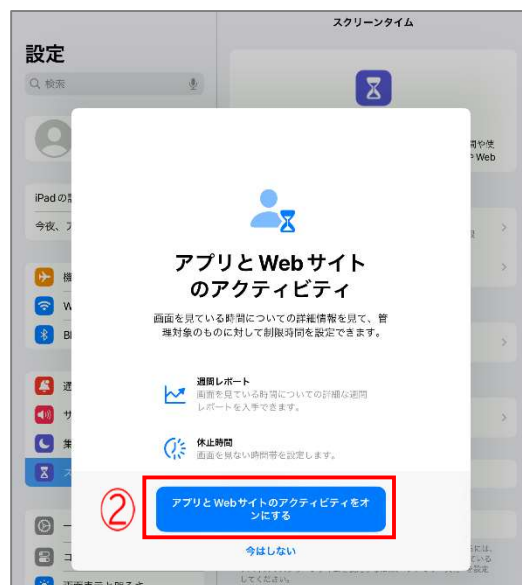 スクリーンタイム
設定
検索
iPadの
今夜、
アプリとWebサイト
のアクティビティ
画面を見ている時間についての詳細情報を見て、管
理対象のものに対して制限時間を設定できます。
週間レポート
画面を見ている時間についての詳細な週間
レポートを入手できます。
休止時間
画面を見ない時間帯を設定します。
②
アプリとWebサイトのアクティビティをオ
ンにする
今はしない
してください。